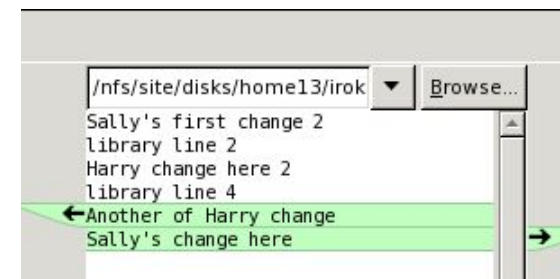 /nfs/site/disks/home13/irok
Browse...
Sally's first change 2
library line 2
Harry change here 2
library line 4
Another of Harry change
Sally's change here